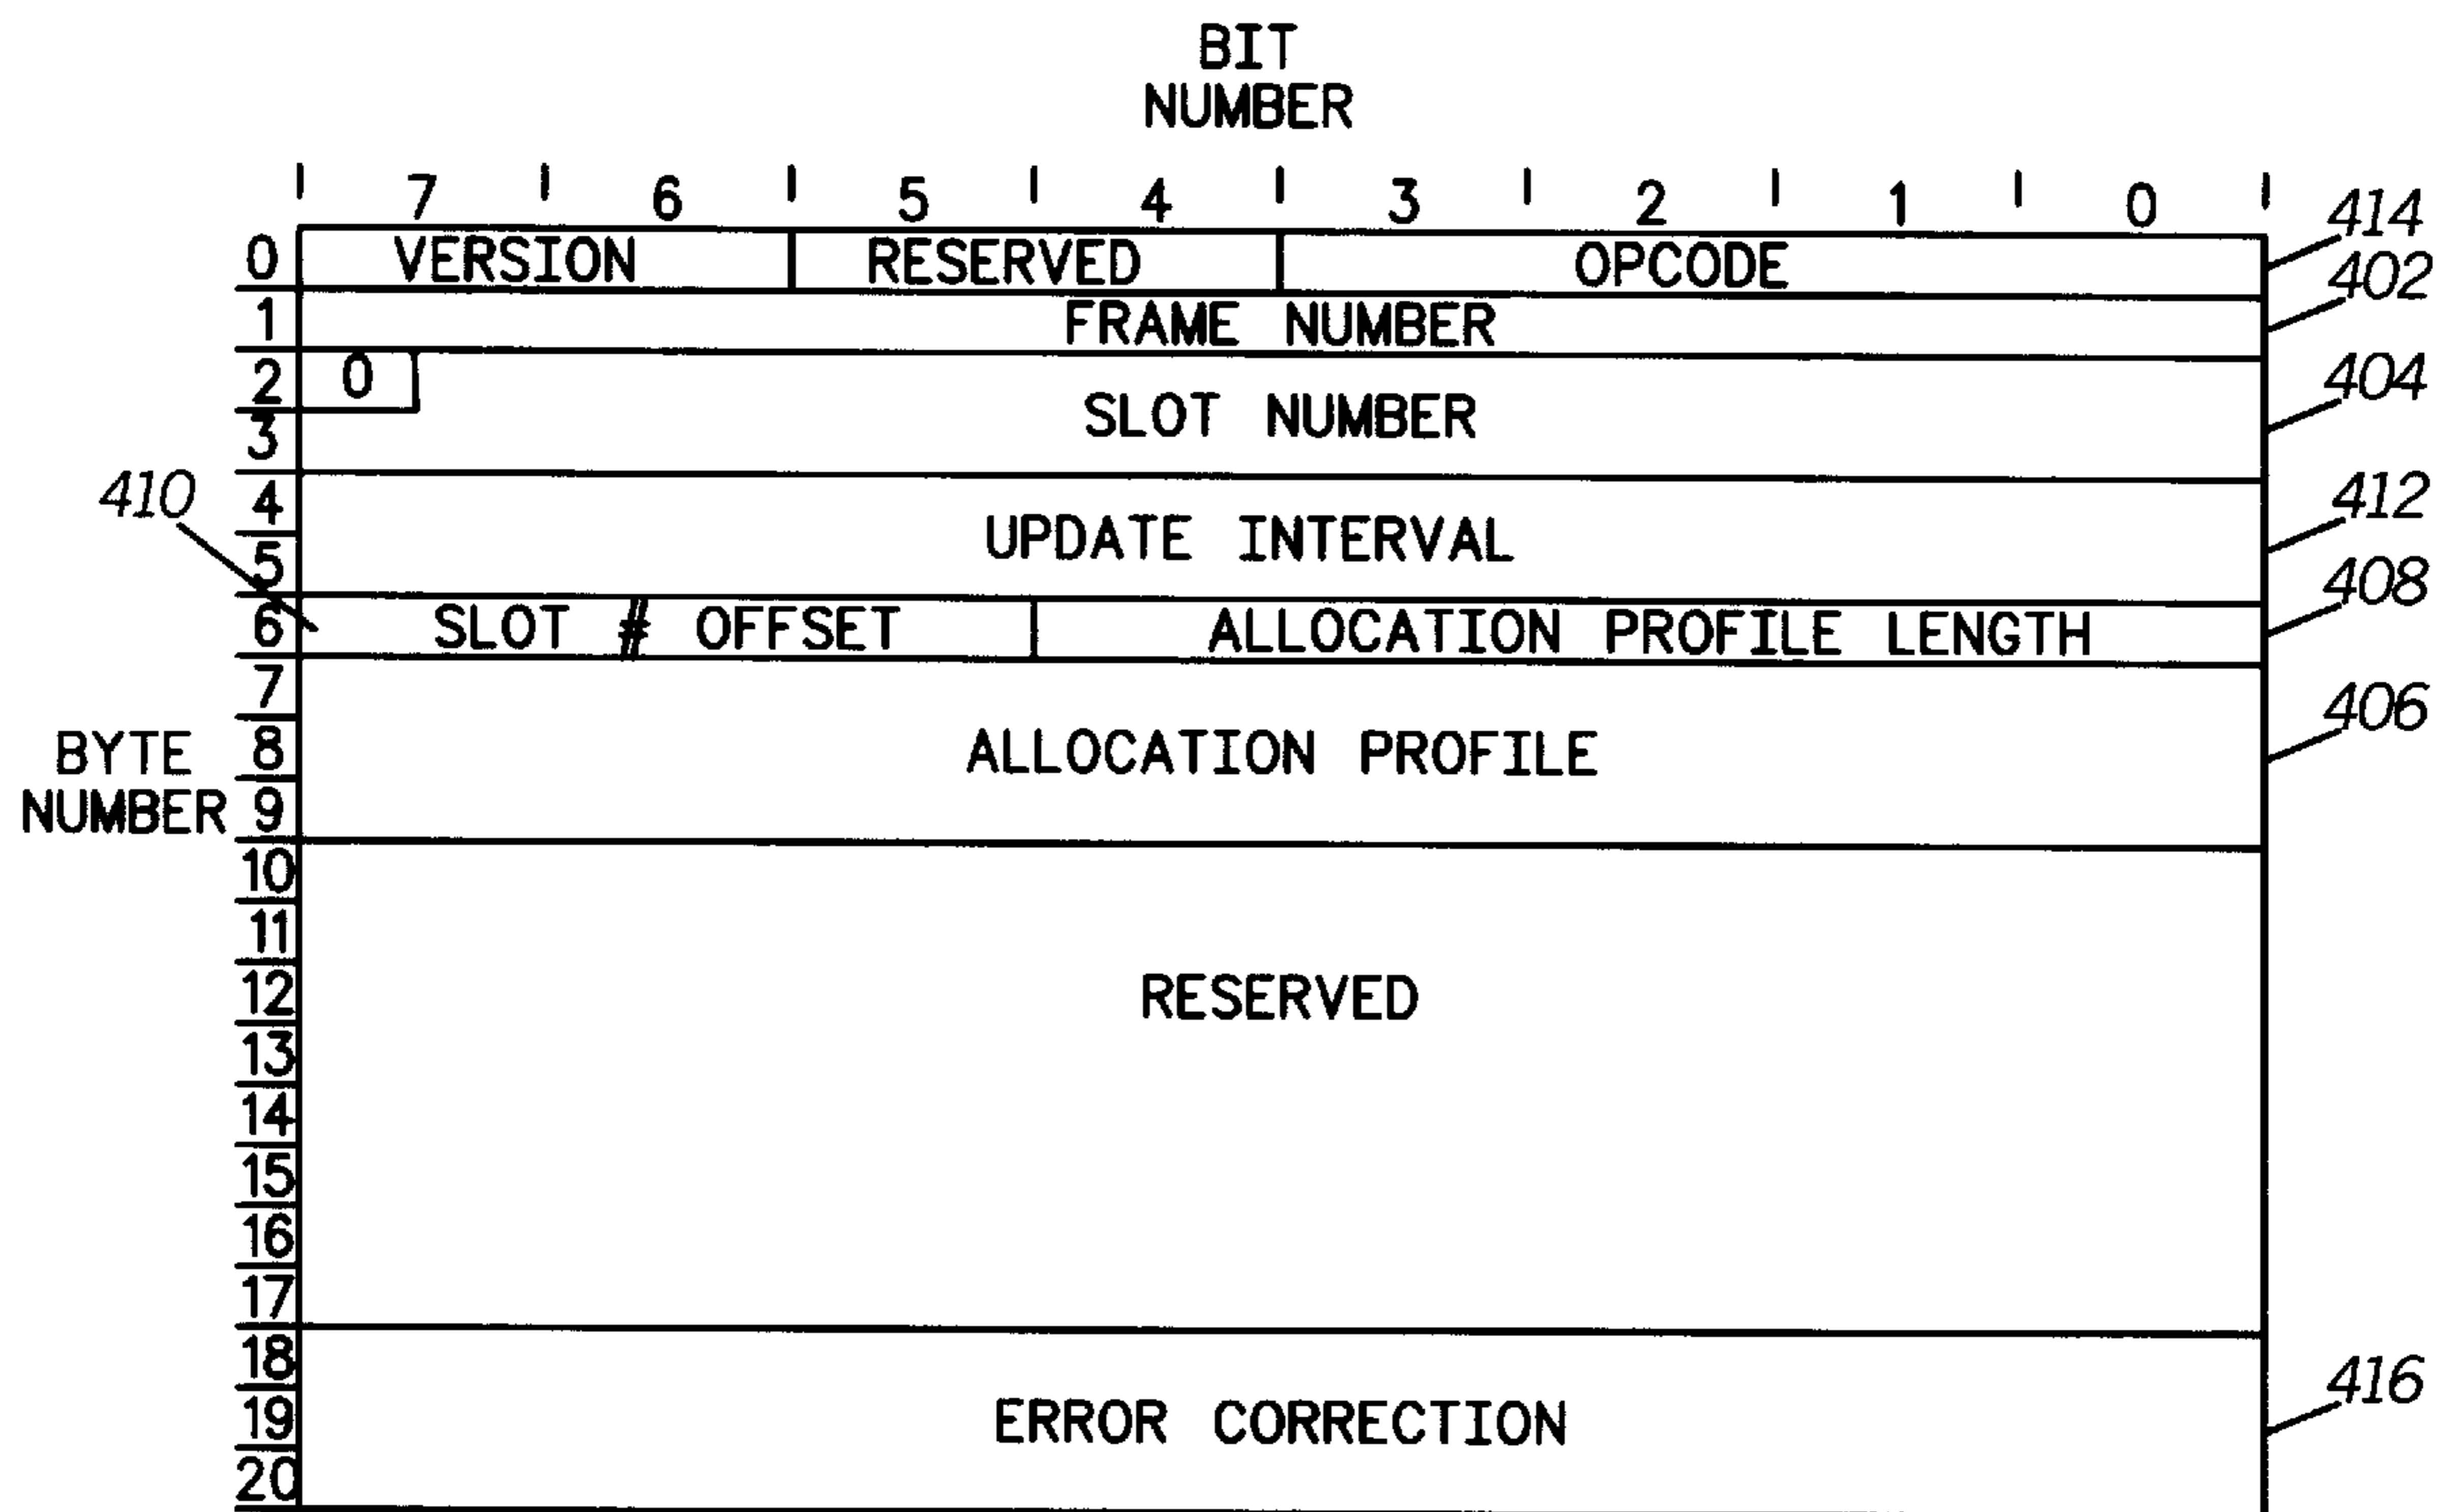 BIT
NUMBER
7 6 5 4 3 2 1 0
0 VERSION RESERVED OPCODE 414
1 FRAME NUMBER 402
2 0
SLOT NUMBER 404
3
410 4
UPDATE INTERVAL 412
5
6 SLOT # OFFSET ALLOCATION PROFILE LENGTH 408
7
BYTE NUMBER 8 ALLOCATION PROFILE 406
9
10
11
12 RESERVED
13
14
15
16
17
18
19 ERROR CORRECTION 416
20